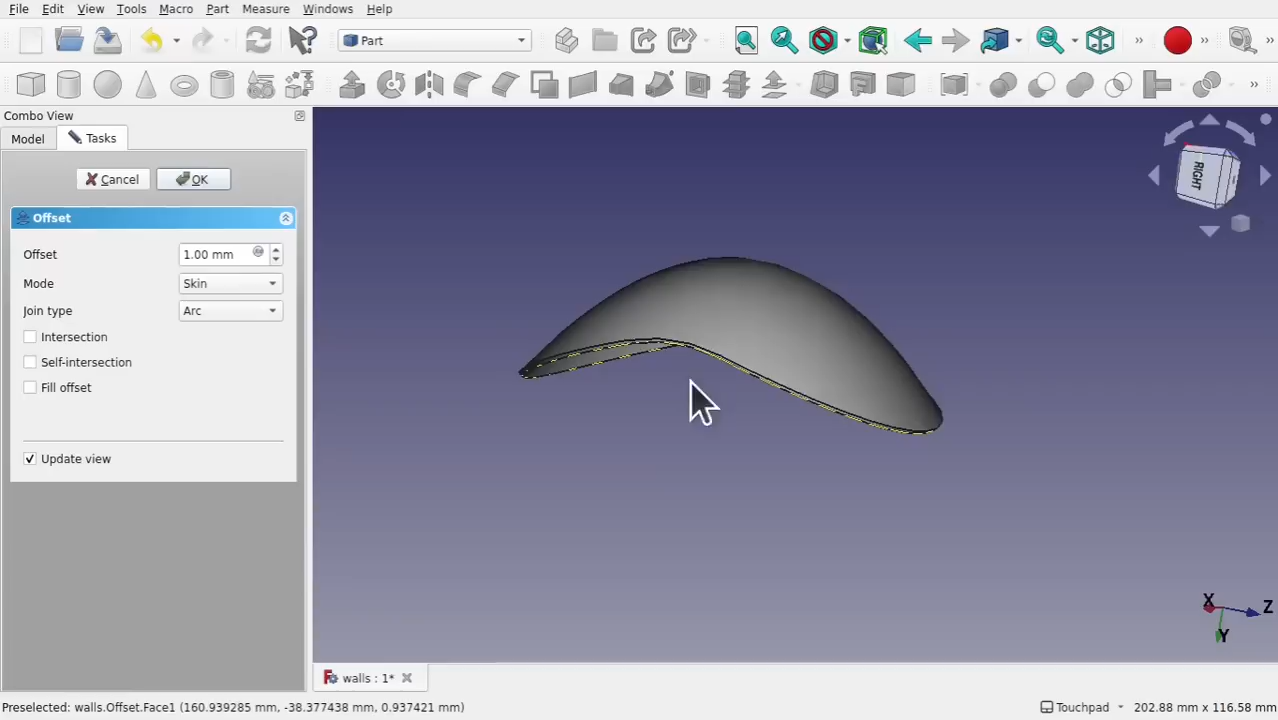 File Edit View Tools Macro Part Measure Windows Help
Part
Combo View
Model Tasks
Cancel OK
Offset
Offset 1.00 mm
Mode Skin
Join type Arc
Intersection
Self-intersection
Fill offset
Update view
RIGHT
X Z
Y
walls : 1*
Preselected: walls.Offset.Face1 (160.939285 mm, -38.377438 mm, 0.937421 mm) Touchpad 202.88 mm x 116.58 mm